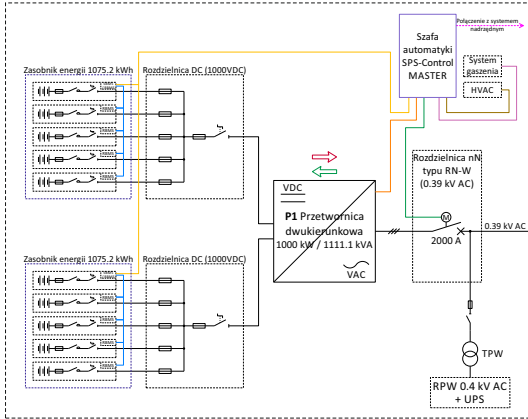 Szafa
automatyki
SPS-Control
MASTER
Połączenie z systemem
nadrzędnym
System
gaszenia
HVAC
Zasobnik energii 1075.2 kWh
Rozdzielnica DC (1000VDC)
Rozdzielnica nN
typu RN-W
(0.39 kV AC)
VDC
P1 Przetwornica
dwukierunkowa
1000 kW / 1111.1 kVA
VAC
M
2000 A
0.39 kV AC
Zasobnik energii 1075.2 kWh
Rozdzielnica DC (1000VDC)
TPW
RPW 0.4 kV AC
+ UPS